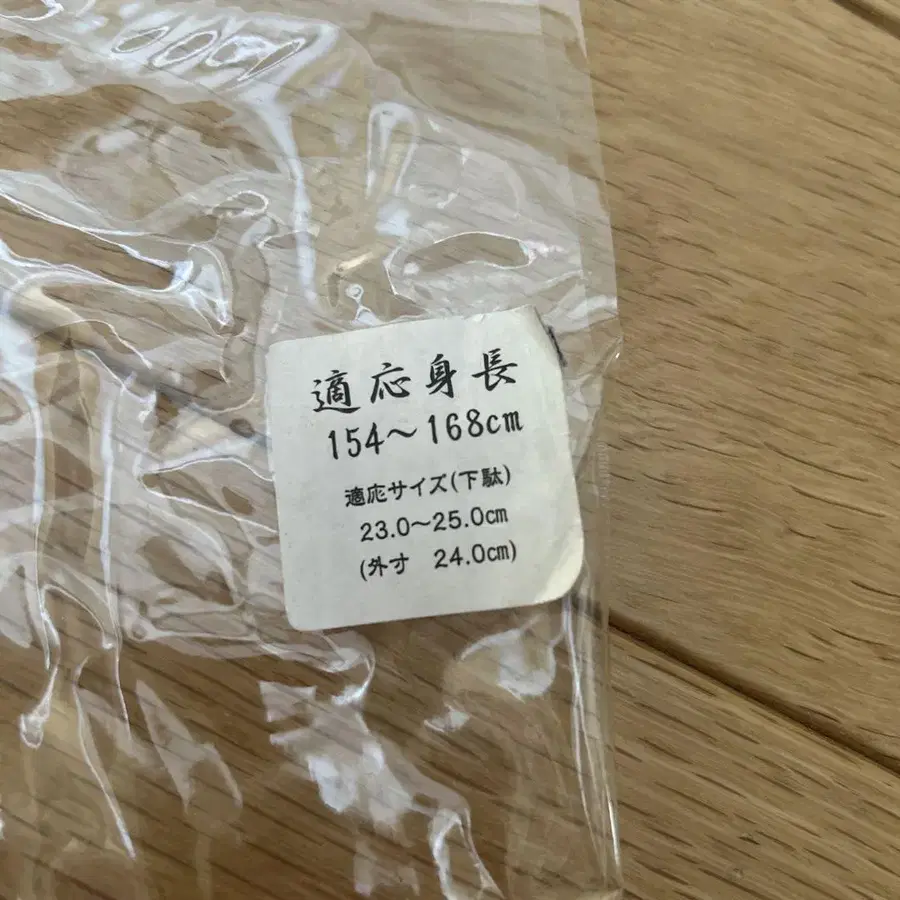 適応身長
154～168cm
適応サイズ(下駄)
23.0～25.0cm
(外寸　24.0cm)